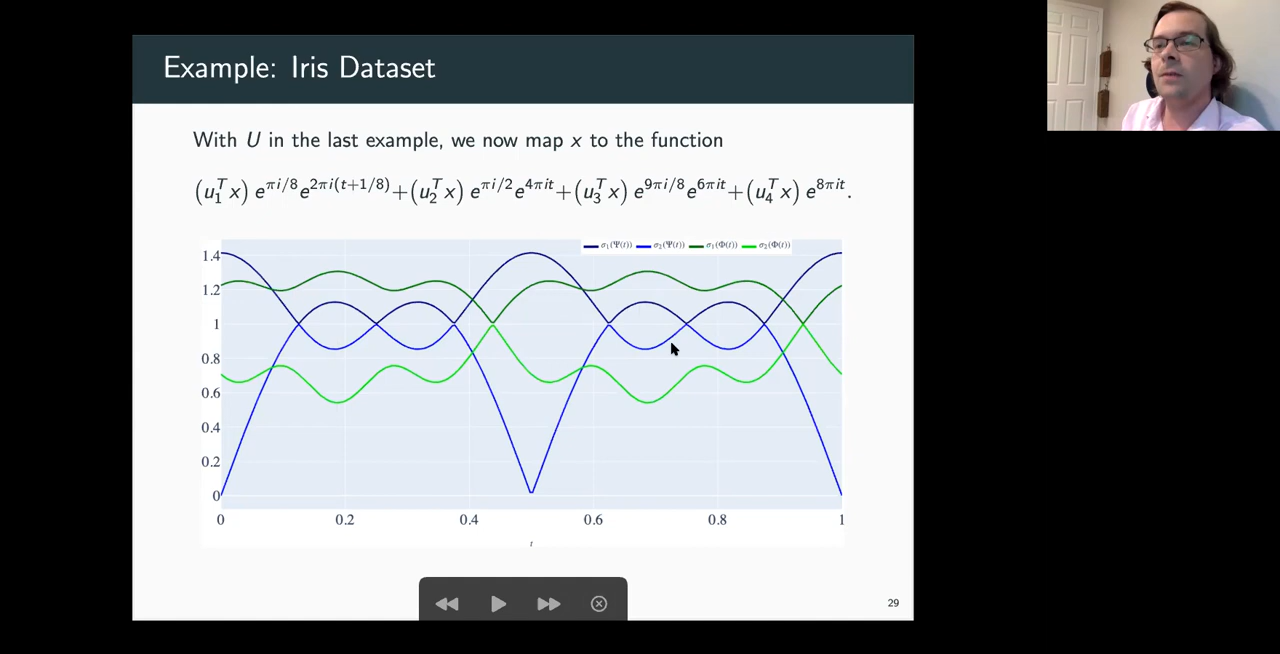 Example: Iris Dataset
With U in the last example, we now map x to the function
(u₁ᵀx) e^{πi/8}e^{2πi(t+1/8)}+(u₂ᵀx) e^{πi/2}e^{4πit}+(u₃ᵀx) e^{9πi/8}e^{6πit}+(u₄ᵀx) e^{8πit}.
σ₁(Ψ(t)) σ₂(Ψ(t)) σ₁(Φ(t)) σ₂(Φ(t))
1.4
1.2
1
0.8
0.6
0.4
0.2
0
0 0.2 0.4 0.6 0.8 1
t
29